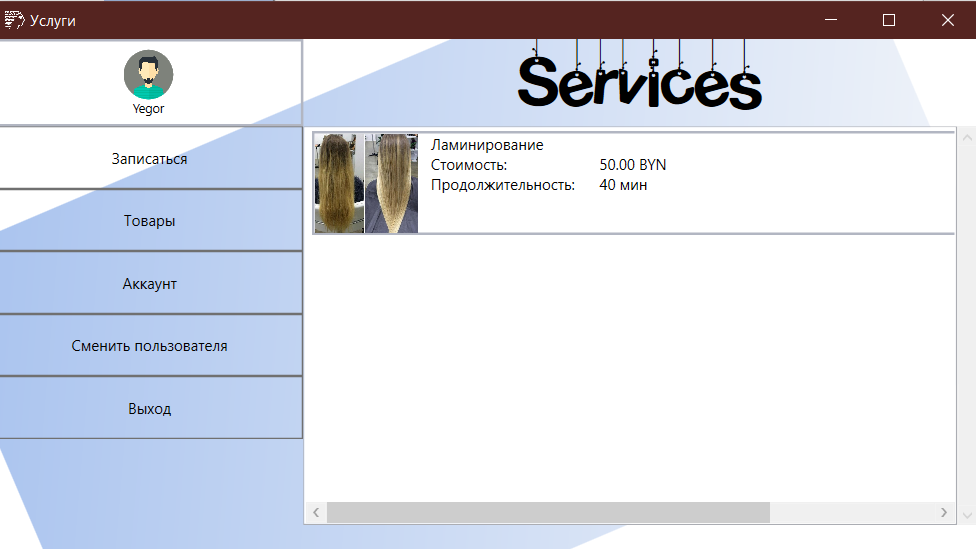 Услуги
Yegor
Services
Записаться
Товары
Аккаунт
Сменить пользователя
Выход
Ламинирование
Стоимость: 50.00 BYN
Продолжительность: 40 мин